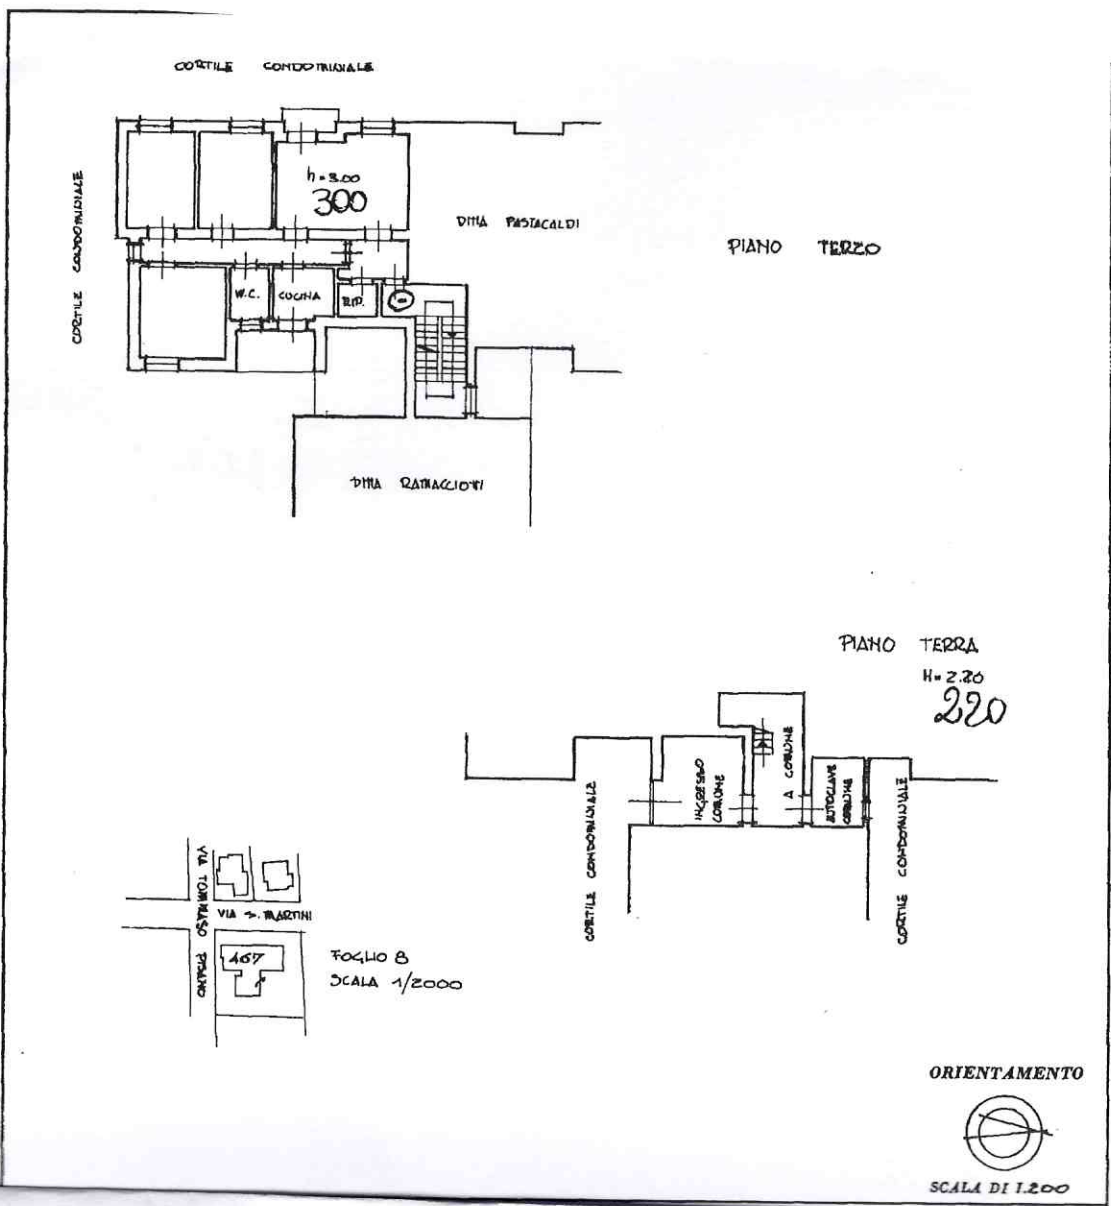 CORTILE CONDOMINIALE
CORTILE CONDOMINIALE
h=3.00
300
DITTA PASTACALDI
PIANO TERZO
W.C.
CUCINA
RIP.
DITTA RAMACCIOTTI
PIANO TERRA
H=2.20
220
CORTILE CONDOMINIALE
INGRESSO
COMUNE
A COMUNE
AUTOCLAVE
COMUNE
CORTILE CONDOMINIALE
VIA TOMMASO PISANO
VIA S. MARTINI
467
FOGLIO 8
SCALA 1/2000
ORIENTAMENTO
SCALA DI 1.200